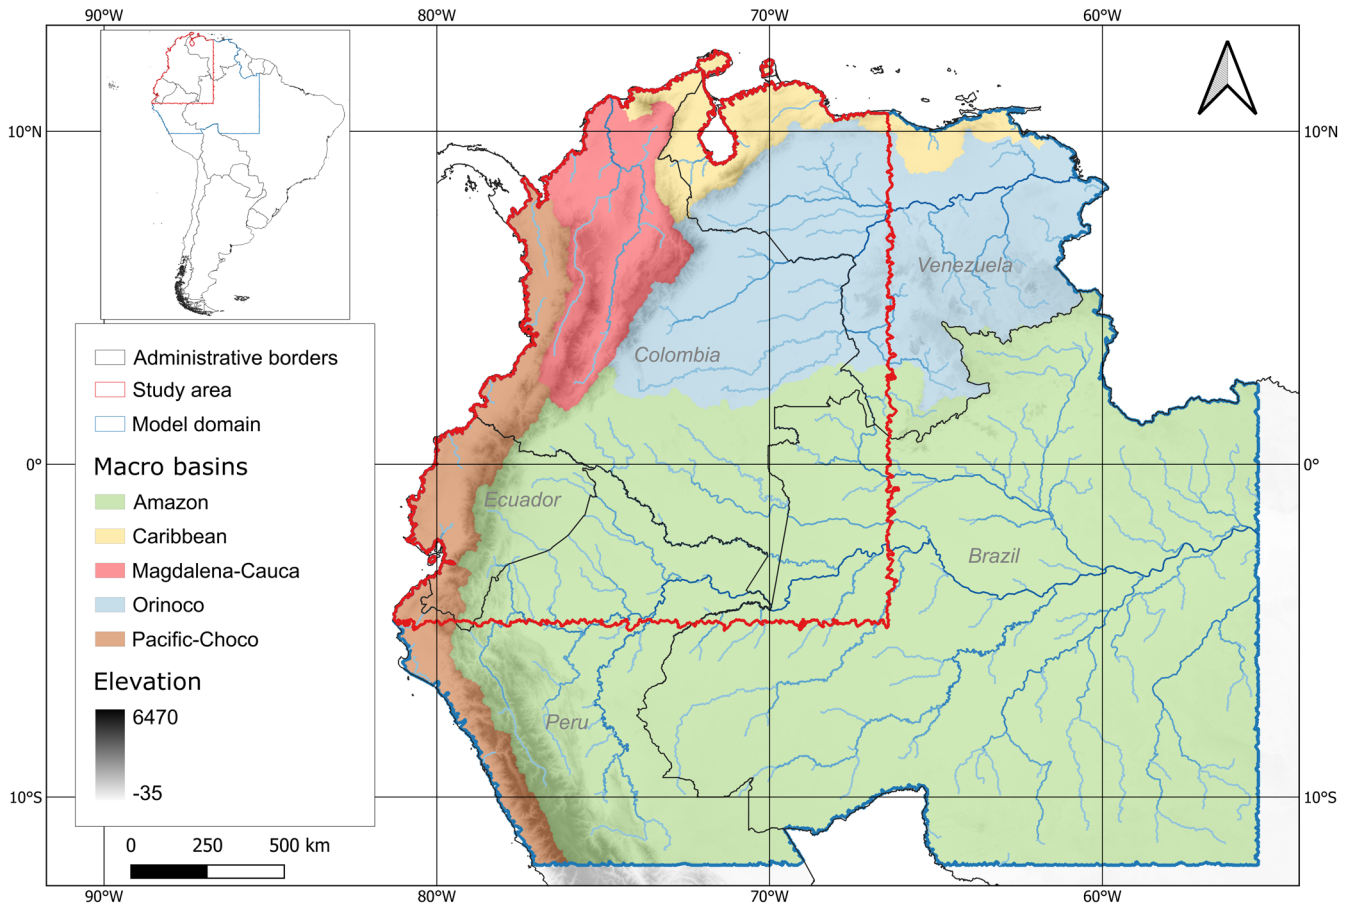 90°W 80°W 70°W 60°W
10°N 10°N
Venezuela
Colombia
Administrative borders
Study area
Model domain
Macro basins
0° 0°
Amazon
Ecuador
Caribbean
Brazil
Magdalena-Cauca
Orinoco
Pacific-Choco
Elevation
6470
Peru
-35
10°S 10°S
0 250 500 km
90°W 80°W 70°W 60°W